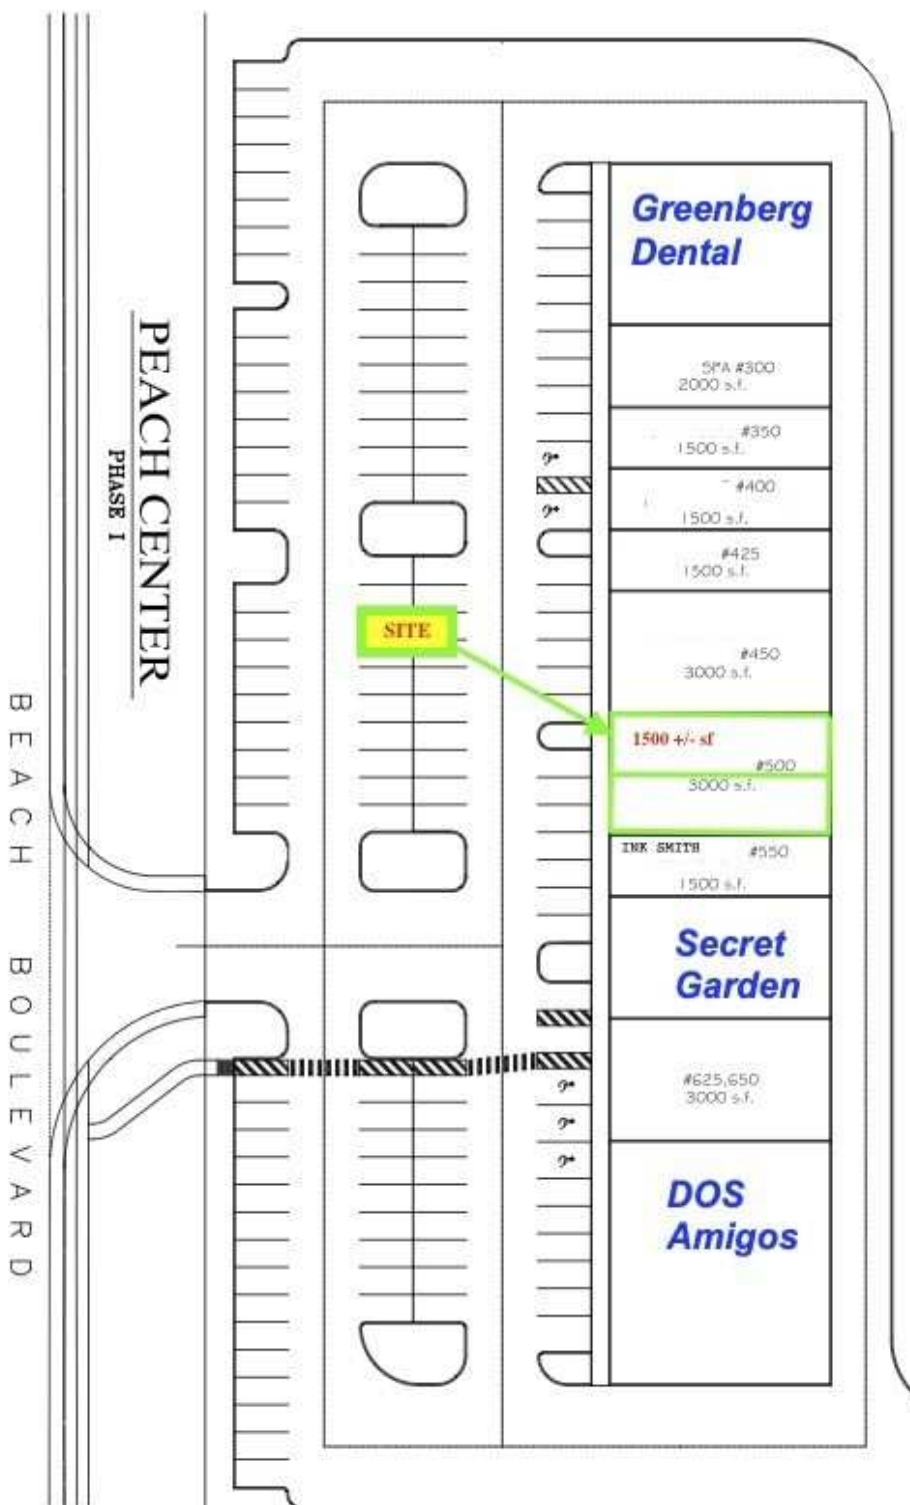 Greenberg
Dental
SPA #300
2000 s.f.
#350
1500 s.f.
#400
1500 s.f.
#425
1500 s.f.
#450
3000 s.f.
SITE
1500 +/- sf
#500
3000 s.f.
INK SMITH #550
1500 s.f.
Secret
Garden
#625,650
3000 s.f.
DOS
Amigos
PEACH CENTER
PHASE 1
BEACH BOULEVARD